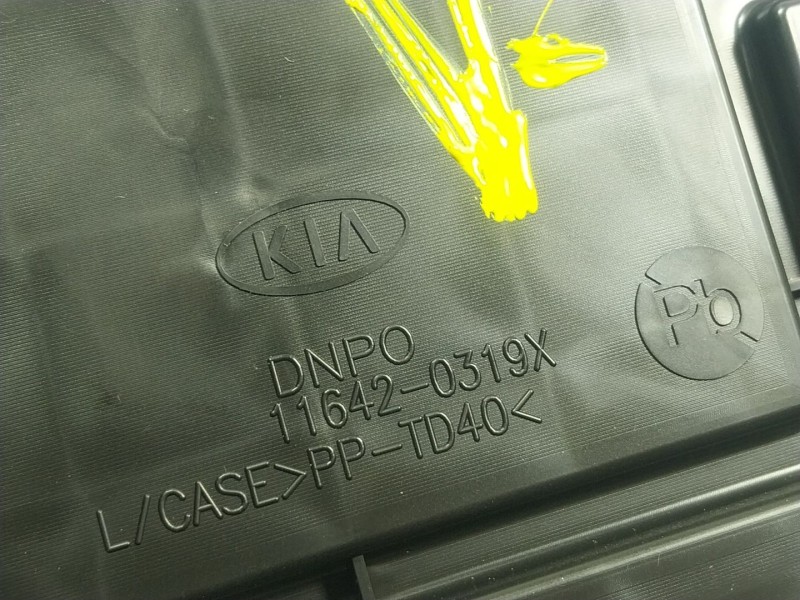 KIA
Pb
DNPO
11642-0319X
L/CASE>PP-TD40<